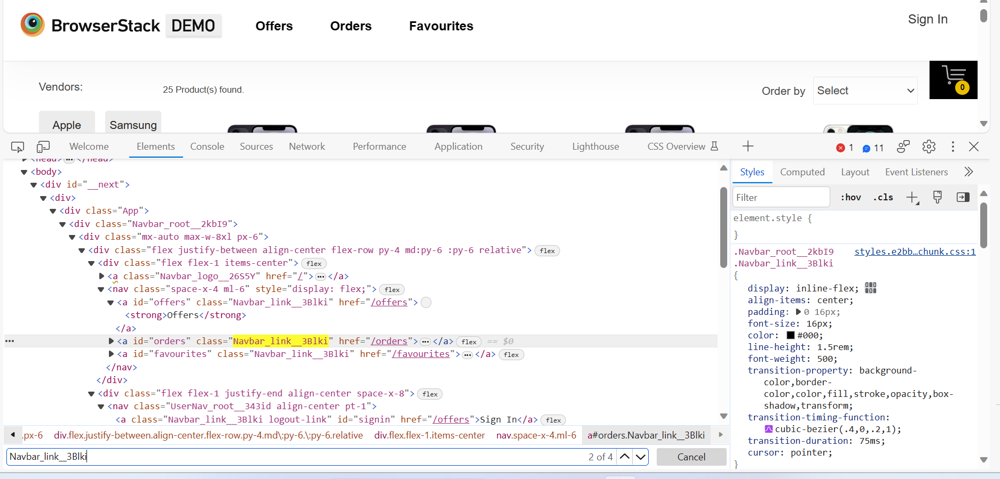 BrowserStack DEMO Offers Orders Favourites Sign In
Vendors: 25 Product(s) found. Order by Select 0
Apple Samsung
Welcome Elements Console Sources Network Performance Application Security Lighthouse CSS Overview 1 11
<head> ••• </head>
<body>
<div id="__next">
<div>
<div class="App">
<div class="Navbar_root__2kbI9">
<div class="mx-auto max-w-8xl px-6">
<div class="flex justify-between align-center flex-row py-4 md:py-6 :py-6 relative"> flex
<div class="flex flex-1 items-center"> flex
<a class="Navbar_logo__26S5Y" href="/"> ••• </a>
<nav class="space-x-4 ml-6" style="display: flex;"> flex
<a id="offers" class="Navbar_link__3Blki" href="/offers">
<strong>Offers</strong>
</a>
••• <a id="orders" class="Navbar_link__3Blki" href="/orders"> ••• </a> flex == $0
<a id="favourites" class="Navbar_link__3Blki" href="/favourites"> ••• </a> flex
</nav>
</div>
<div class="flex flex-1 justify-end align-center space-x-8"> flex
<nav class="UserNav_root__343id align-center pt-1">
<a class="Navbar_link__3Blki logout-link" id="signin" href="/offers">Sign In</a> flex
.px-6 div.flex.justify-between.align-center.flex-row.py-4.md\:py-6.\:py-6.relative div.flex.flex-1.items-center nav.space-x-4.ml-6 a#orders.Navbar_link__3Blki
Navbar_link__3Blki 2 of 4 Cancel
Styles Computed Layout Event Listeners
Filter :hov .cls
element.style {
}
.Navbar_root__2kbI9 styles.e2bb…chunk.css:1
.Navbar_link__3Blki
{
display: inline-flex;
align-items: center;
padding: 0 16px;
font-size: 16px;
color: #000;
line-height: 1.5rem;
font-weight: 500;
transition-property: background-
color,border-
color,color,fill,stroke,opacity,box-
shadow,transform;
transition-timing-function:
cubic-bezier(.4,0,.2,1);
transition-duration: 75ms;
cursor: pointer;
}